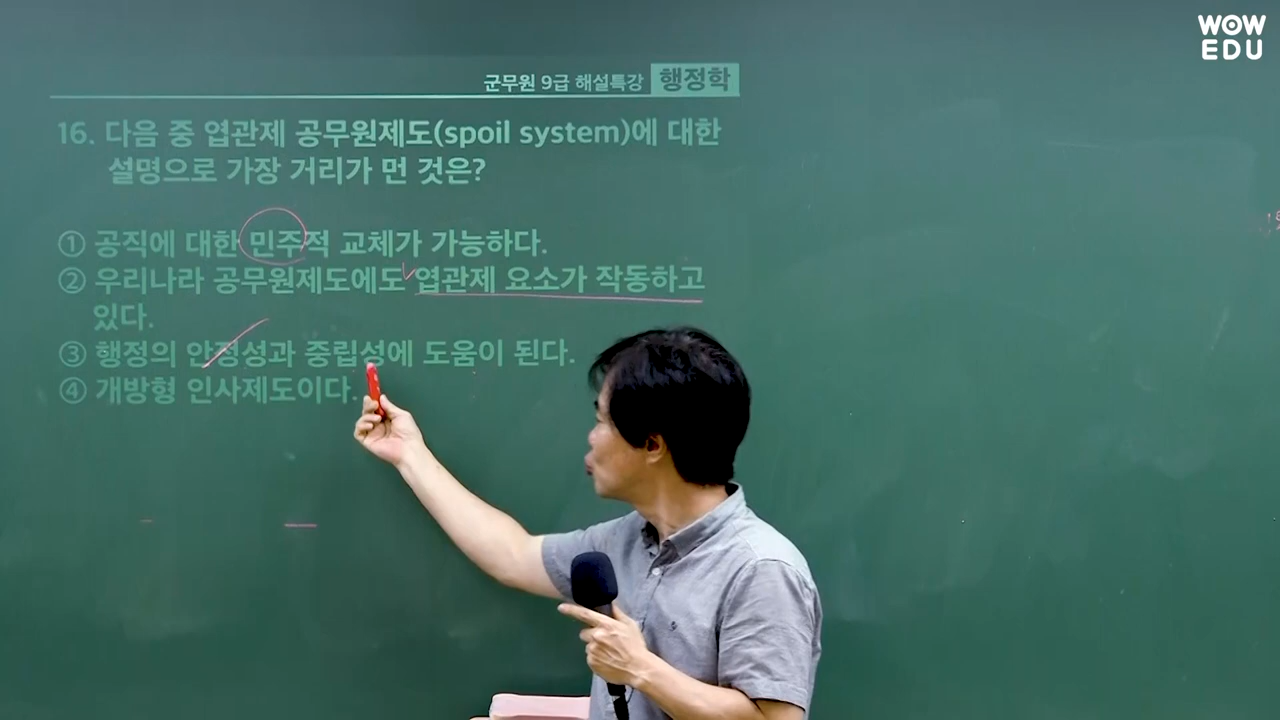 WOW
EDU
군무원 9급 해설특강 행정학
16. 다음 중 엽관제 공무원제도(spoil system)에 대한
설명으로 가장 거리가 먼 것은?
① 공직에 대한 민주적 교체가 가능하다.
② 우리나라 공무원제도에도 엽관제 요소가 작동하고
있다.
③ 행정의 안정성과 중립성에 도움이 된다.
④ 개방형 인사제도이다.